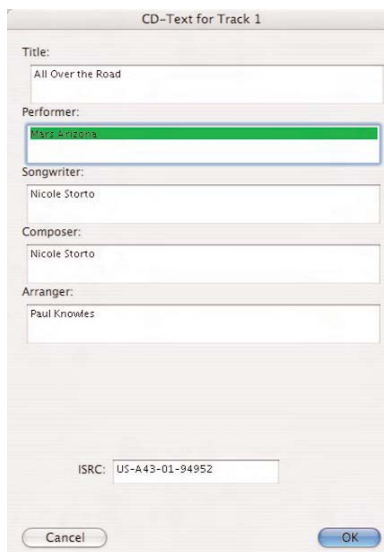 CD-Text for Track 1
Title:
All Over the Road
Performer:
Mars Arizona
Songwriter:
Nicole Storto
Composer:
Nicole Storto
Arranger:
Paul Knowles
ISRC: US-A43-01-94952
Cancel OK